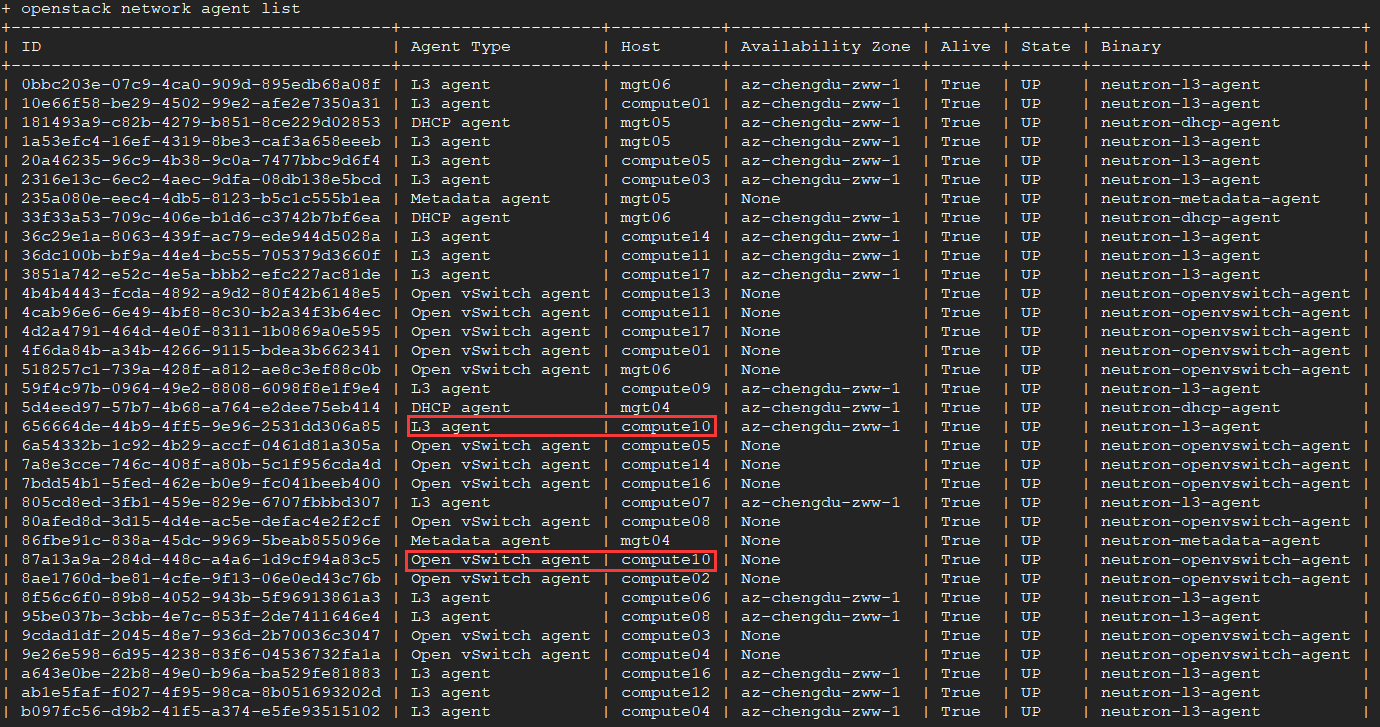 + openstack network agent list
+--------------------------------------+--------------------+-----------+-------------------+-------+-------+---------------------------+
| ID | Agent Type | Host | Availability Zone | Alive | State | Binary |
+--------------------------------------+--------------------+-----------+-------------------+-------+-------+---------------------------+
| 0bbc203e-07c9-4ca0-909d-895edb68a08f | L3 agent | mgt06 | az-chengdu-zww-1 | True | UP | neutron-l3-agent |
| 10e66f58-be29-4502-99e2-afe2e7350a31 | L3 agent | compute01 | az-chengdu-zww-1 | True | UP | neutron-l3-agent |
| 181493a9-c82b-4279-b851-8ce229d02853 | DHCP agent | mgt05 | az-chengdu-zww-1 | True | UP | neutron-dhcp-agent |
| 1a53efc4-16ef-4319-8be3-caf3a658eeeb | L3 agent | mgt05 | az-chengdu-zww-1 | True | UP | neutron-l3-agent |
| 20a46235-96c9-4b38-9c0a-7477bbc9d6f4 | L3 agent | compute05 | az-chengdu-zww-1 | True | UP | neutron-l3-agent |
| 2316e13c-6ec2-4aec-9dfa-08db138e5bcd | L3 agent | compute03 | az-chengdu-zww-1 | True | UP | neutron-l3-agent |
| 235a080e-eec4-4db5-8123-b5c1c555b1ea | Metadata agent | mgt05 | None | True | UP | neutron-metadata-agent |
| 33f33a53-709c-406e-b1d6-c3742b7bf6ea | DHCP agent | mgt06 | az-chengdu-zww-1 | True | UP | neutron-dhcp-agent |
| 36c29e1a-8063-439f-ac79-ede944d5028a | L3 agent | compute14 | az-chengdu-zww-1 | True | UP | neutron-l3-agent |
| 36dc100b-bf9a-44e4-bc55-705379d3660f | L3 agent | compute11 | az-chengdu-zww-1 | True | UP | neutron-l3-agent |
| 3851a742-e52c-4e5a-bbb2-efc227ac81de | L3 agent | compute17 | az-chengdu-zww-1 | True | UP | neutron-l3-agent |
| 4b4b4443-fcda-4892-a9d2-80f42b6148e5 | Open vSwitch agent | compute13 | None | True | UP | neutron-openvswitch-agent |
| 4cab96e6-6e49-4bf8-8c30-b2a34f3b64ec | Open vSwitch agent | compute11 | None | True | UP | neutron-openvswitch-agent |
| 4d2a4791-464d-4e0f-8311-1b0869a0e595 | Open vSwitch agent | compute17 | None | True | UP | neutron-openvswitch-agent |
| 4f6da84b-a34b-4266-9115-bdea3b662341 | Open vSwitch agent | compute01 | None | True | UP | neutron-openvswitch-agent |
| 518257c1-739a-428f-a812-ae8c3ef88c0b | Open vSwitch agent | mgt06 | None | True | UP | neutron-openvswitch-agent |
| 59f4c97b-0964-49e2-8808-6098f8e1f9e4 | L3 agent | compute09 | az-chengdu-zww-1 | True | UP | neutron-l3-agent |
| 5d4eed97-57b7-4b68-a764-e2dee75eb414 | DHCP agent | mgt04 | az-chengdu-zww-1 | True | UP | neutron-dhcp-agent |
| 656664de-44b9-4ff5-9e96-2531dd306a85 | L3 agent | compute10 | az-chengdu-zww-1 | True | UP | neutron-l3-agent |
| 6a54332b-1c92-4b29-accf-0461d81a305a | Open vSwitch agent | compute05 | None | True | UP | neutron-openvswitch-agent |
| 7a8e3cce-746c-408f-a80b-5c1f956cda4d | Open vSwitch agent | compute14 | None | True | UP | neutron-openvswitch-agent |
| 7bdd54b1-5fed-462e-b0e9-fc041beeb400 | Open vSwitch agent | compute16 | None | True | UP | neutron-openvswitch-agent |
| 805cd8ed-3fb1-459e-829e-6707fbbbd307 | L3 agent | compute07 | az-chengdu-zww-1 | True | UP | neutron-l3-agent |
| 80afed8d-3d15-4d4e-ac5e-defac4e2f2cf | Open vSwitch agent | compute08 | None | True | UP | neutron-openvswitch-agent |
| 86fbe91c-838a-45dc-9969-5beab855096e | Metadata agent | mgt04 | None | True | UP | neutron-metadata-agent |
| 87a13a9a-284d-448c-a4a6-1d9cf94a83c5 | Open vSwitch agent | compute10 | None | True | UP | neutron-openvswitch-agent |
| 8ae1760d-be81-4cfe-9f13-06e0ed43c76b | Open vSwitch agent | compute02 | None | True | UP | neutron-openvswitch-agent |
| 8f56c6f0-89b8-4052-943b-5f96913861a3 | L3 agent | compute06 | az-chengdu-zww-1 | True | UP | neutron-l3-agent |
| 95be037b-3cbb-4e7c-853f-2de7411646e4 | L3 agent | compute08 | az-chengdu-zww-1 | True | UP | neutron-l3-agent |
| 9cdad1df-2045-48e7-936d-2b70036c3047 | Open vSwitch agent | compute03 | None | True | UP | neutron-openvswitch-agent |
| 9e26e598-6d95-4238-83f6-04536732fa1a | Open vSwitch agent | compute04 | None | True | UP | neutron-openvswitch-agent |
| a643e0be-22b8-49e0-b96a-ba529fe81883 | L3 agent | compute16 | az-chengdu-zww-1 | True | UP | neutron-l3-agent |
| ab1e5faf-f027-4f95-98ca-8b051693202d | L3 agent | compute12 | az-chengdu-zww-1 | True | UP | neutron-l3-agent |
| b097fc56-d9b2-41f5-a374-e5fe93515102 | L3 agent | compute04 | az-chengdu-zww-1 | True | UP | neutron-l3-agent |